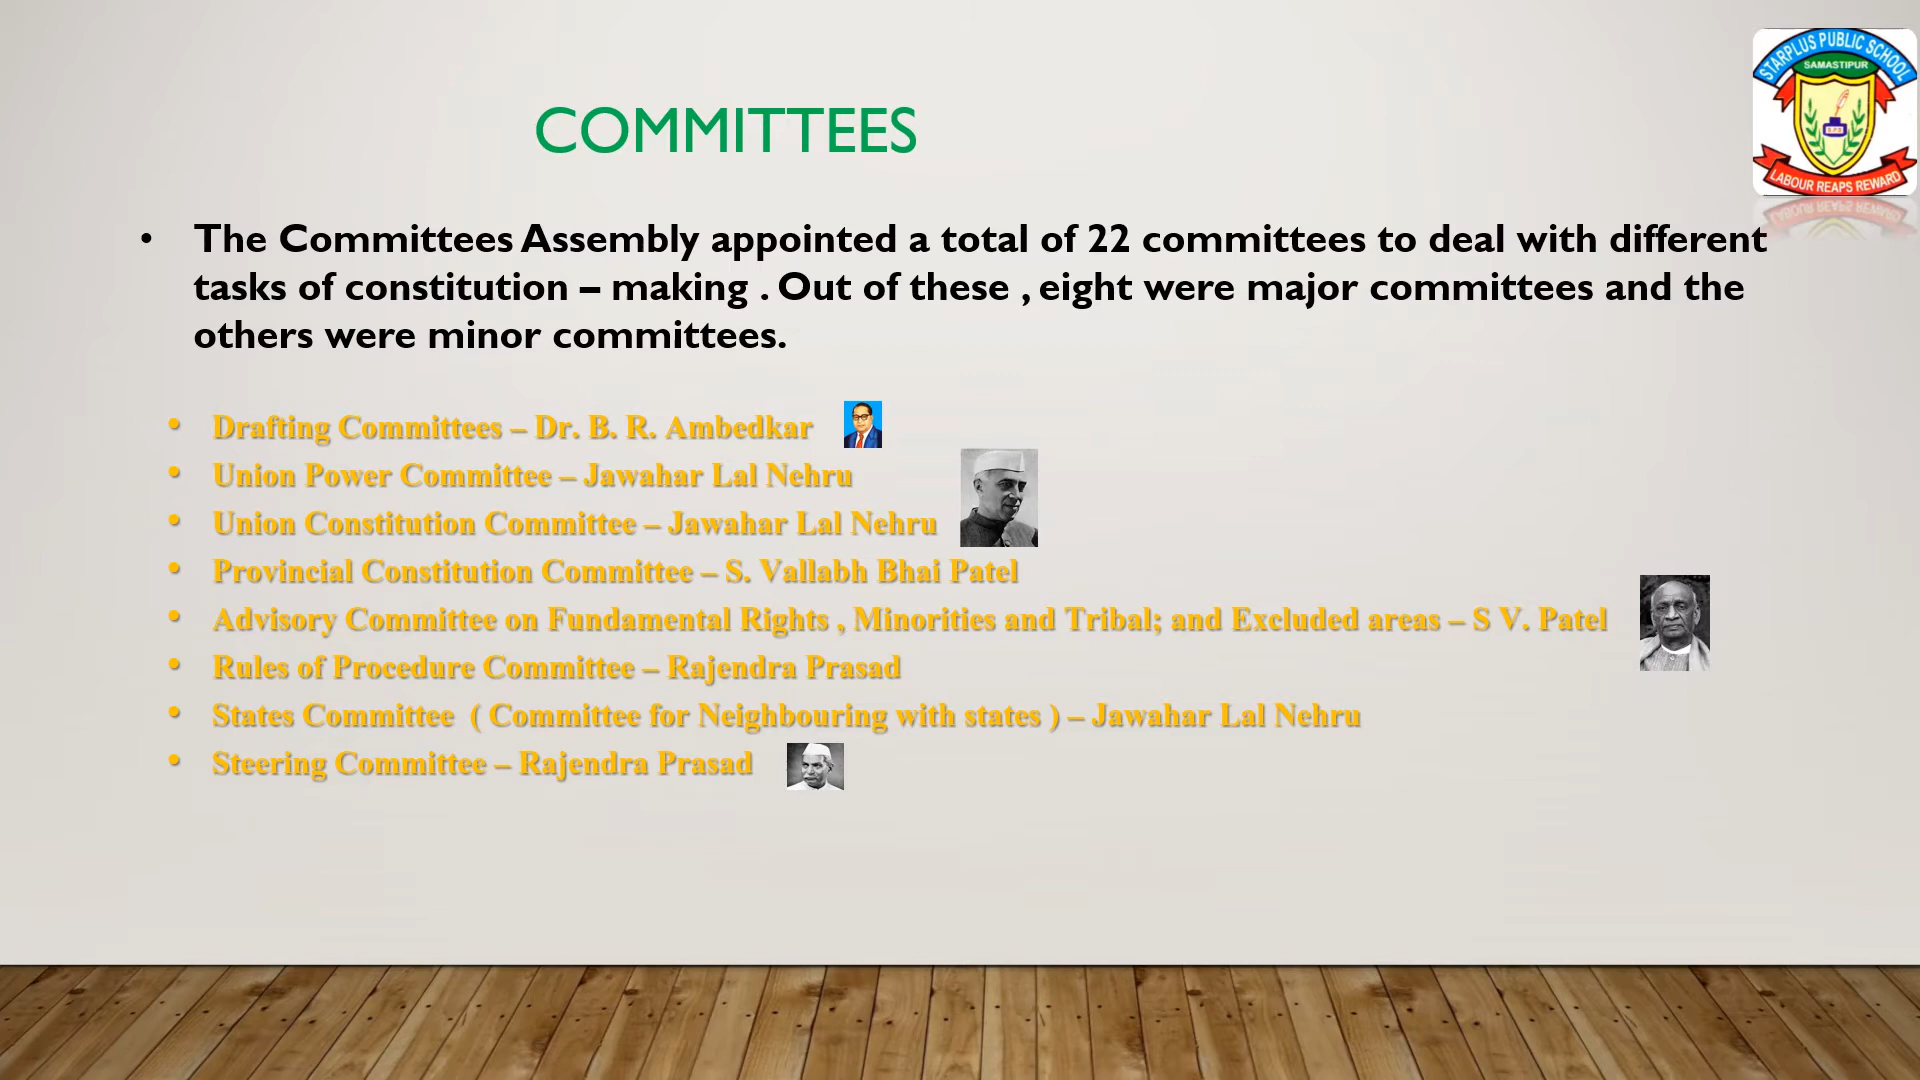 STARPLUS PUBLIC SCHOOL
SAMASTIPUR
S.P.S
LABOUR REAPS REWARD
COMMITTEES
• The Committees Assembly appointed a total of 22 committees to deal with different
tasks of constitution – making . Out of these , eight were major committees and the
others were minor committees.
• Drafting Committees – Dr. B. R. Ambedkar
• Union Power Committee – Jawahar Lal Nehru
• Union Constitution Committee – Jawahar Lal Nehru
• Provincial Constitution Committee – S. Vallabh Bhai Patel
• Advisory Committee on Fundamental Rights , Minorities and Tribal; and Excluded areas – S V. Patel
• Rules of Procedure Committee – Rajendra Prasad
• States Committee ( Committee for Neighbouring with states ) – Jawahar Lal Nehru
• Steering Committee – Rajendra Prasad